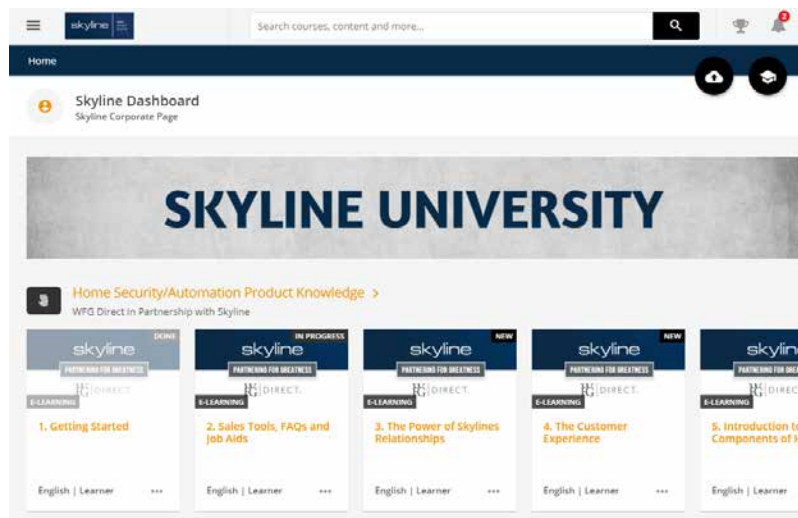 skyline
Search courses, content and more...
2
Home
Skyline Dashboard
Skyline Corporate Page
SKYLINE UNIVERSITY
Home Security/Automation Product Knowledge >
WFG Direct in Partnership with Skyline
DONE
skyline
PARTNERING FOR GREATNESS
DIRECT.
E-LEARNING
1. Getting Started
English | Learner
IN PROGRESS
skyline
PARTNERING FOR GREATNESS
DIRECT.
E-LEARNING
2. Sales Tools, FAQs and
Job Aids
English | Learner
NEW
skyline
PARTNERING FOR GREATNESS
DIRECT.
E-LEARNING
3. The Power of Skylines
Relationships
English | Learner
NEW
skyline
PARTNERING FOR GREATNESS
DIRECT.
E-LEARNING
4. The Customer
Experience
English | Learner
skylin
PARTNERING FOR GREAT
DIREC
E-LEARNING
5. Introduction to
Components of H
English | Learner